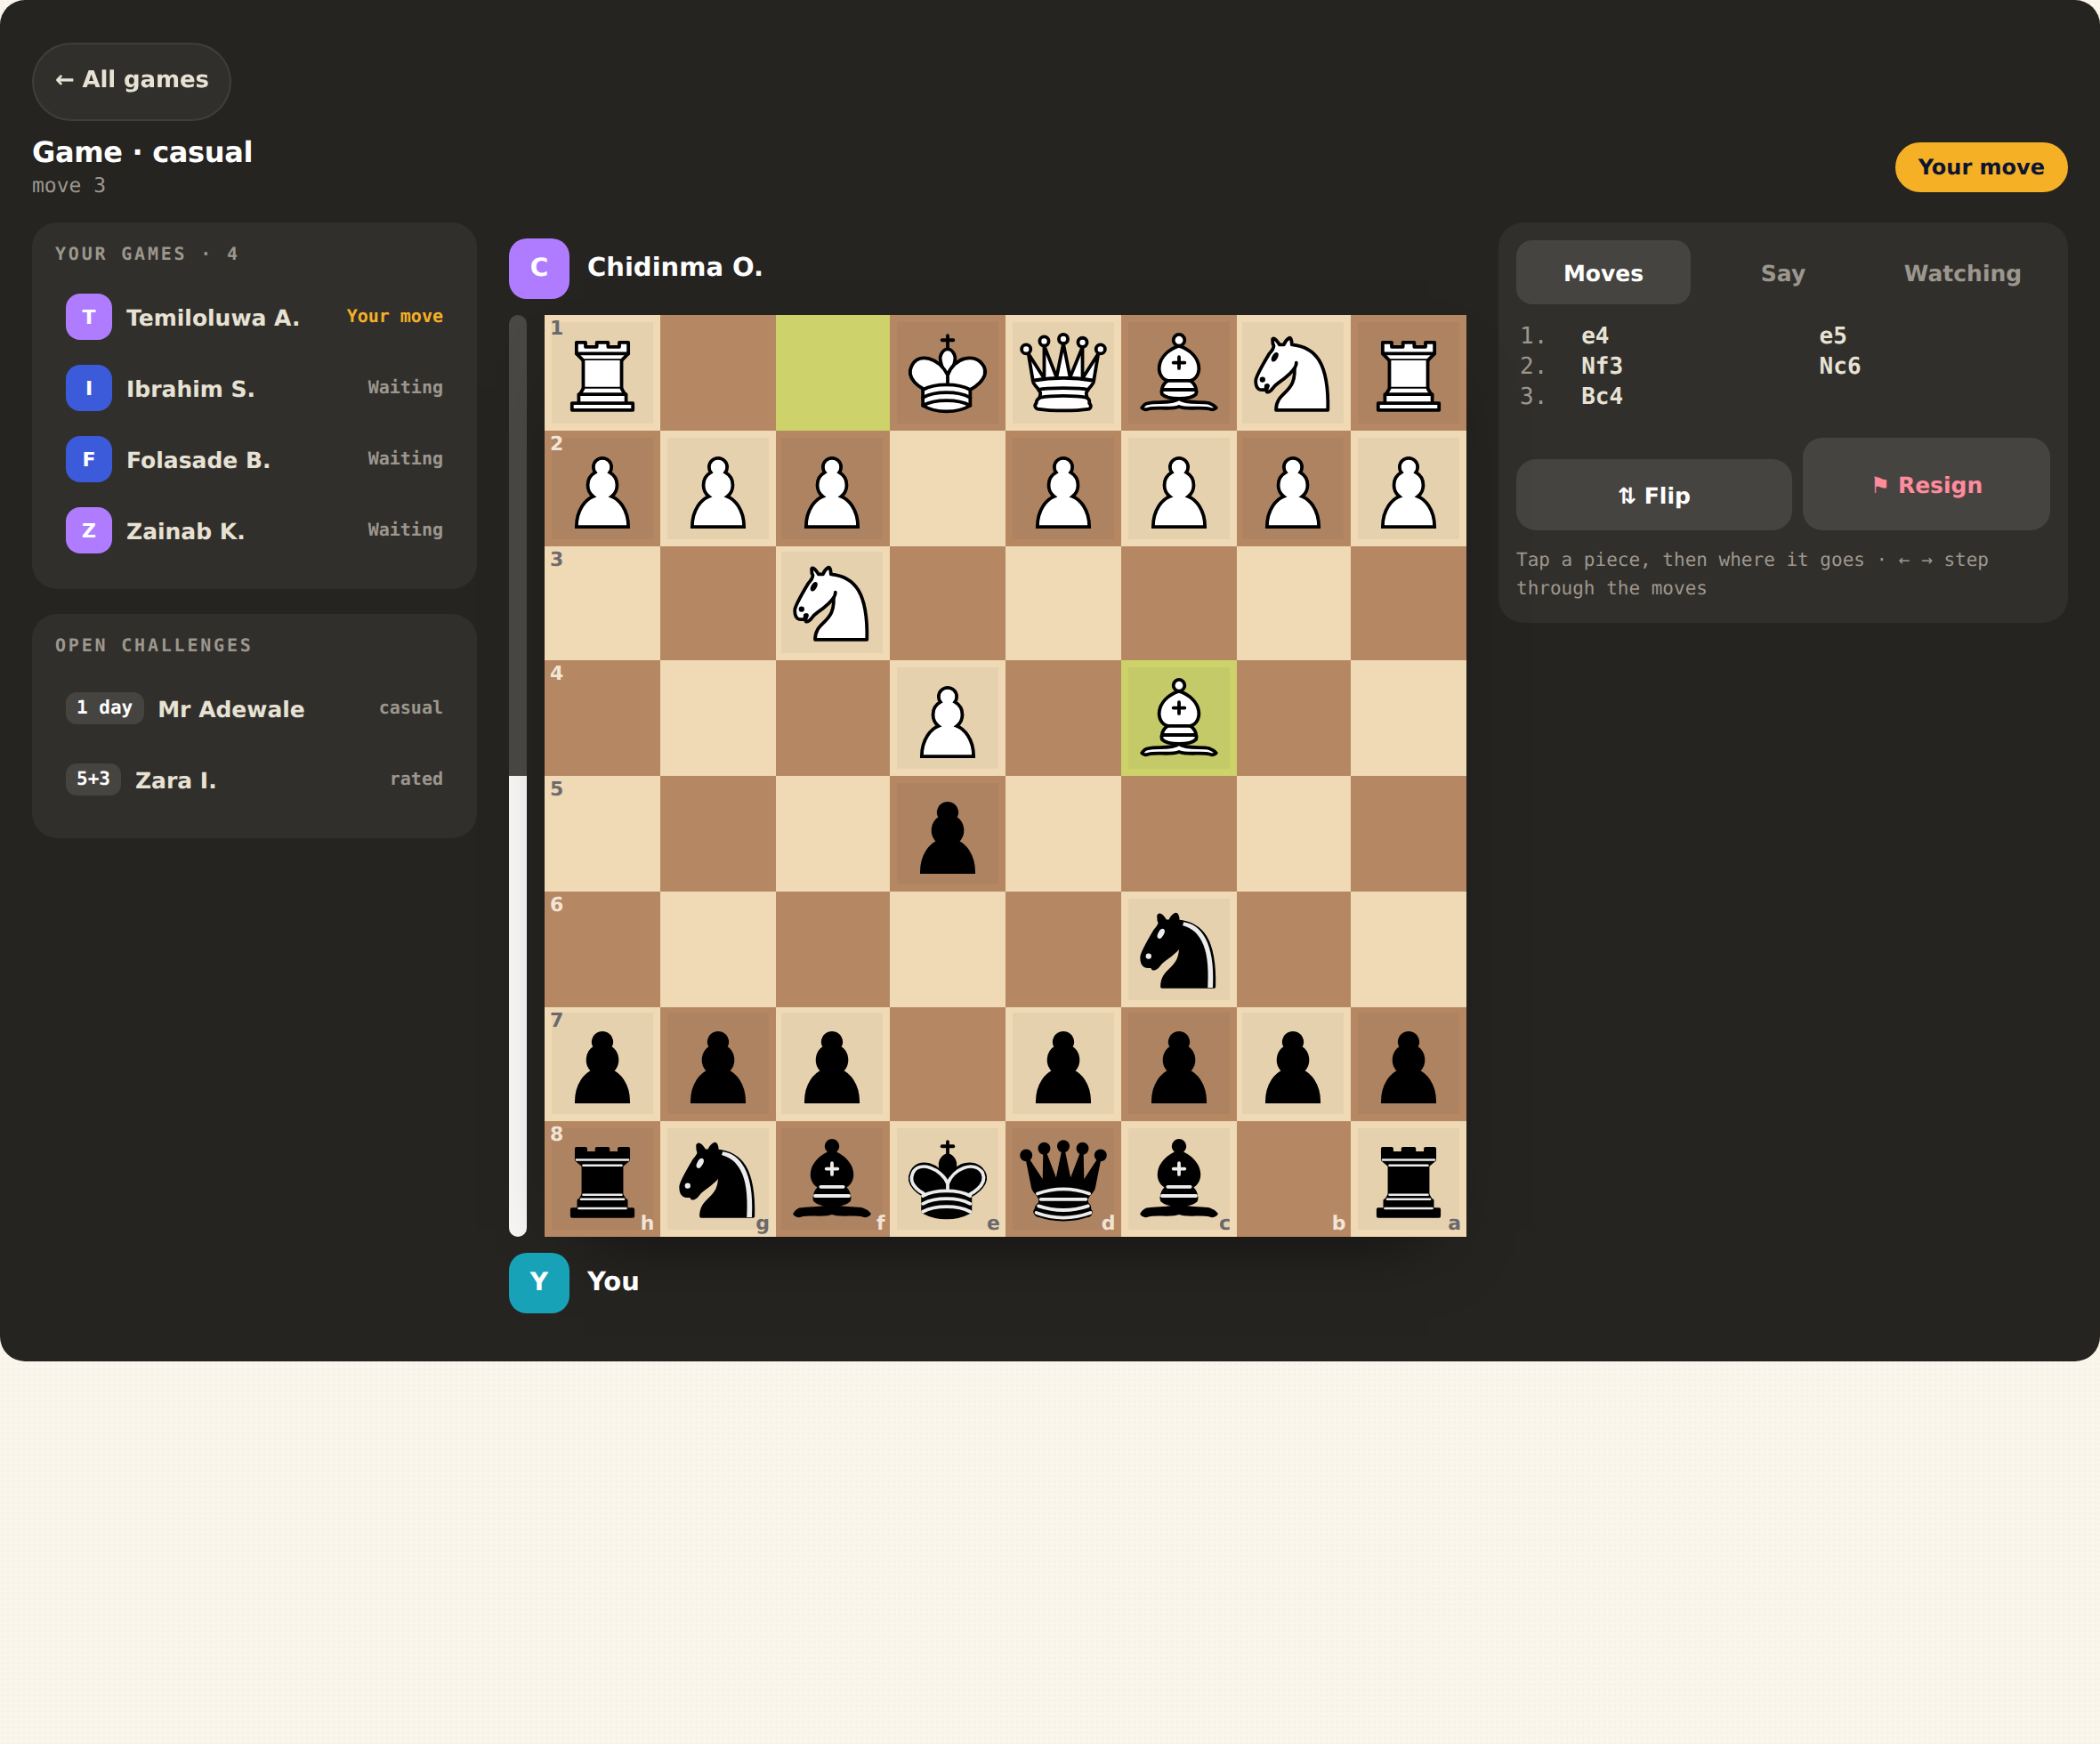 ← All games
Game · casual
move 3
Your move
YOUR GAMES · 4
T Temiloluwa A. Your move
I Ibrahim S. Waiting
F Folasade B. Waiting
Z Zainab K. Waiting
OPEN CHALLENGES
1 day Mr Adewale casual
5+3 Zara I. rated
C Chidinma O.
1
2
3
4
5
6
7
8
h g f e d c b a
Y You
Moves Say Watching
1. e4 e5
2. Nf3 Nc6
3. Bc4
⇅ Flip
⚑ Resign
Tap a piece, then where it goes · ← → step
through the moves